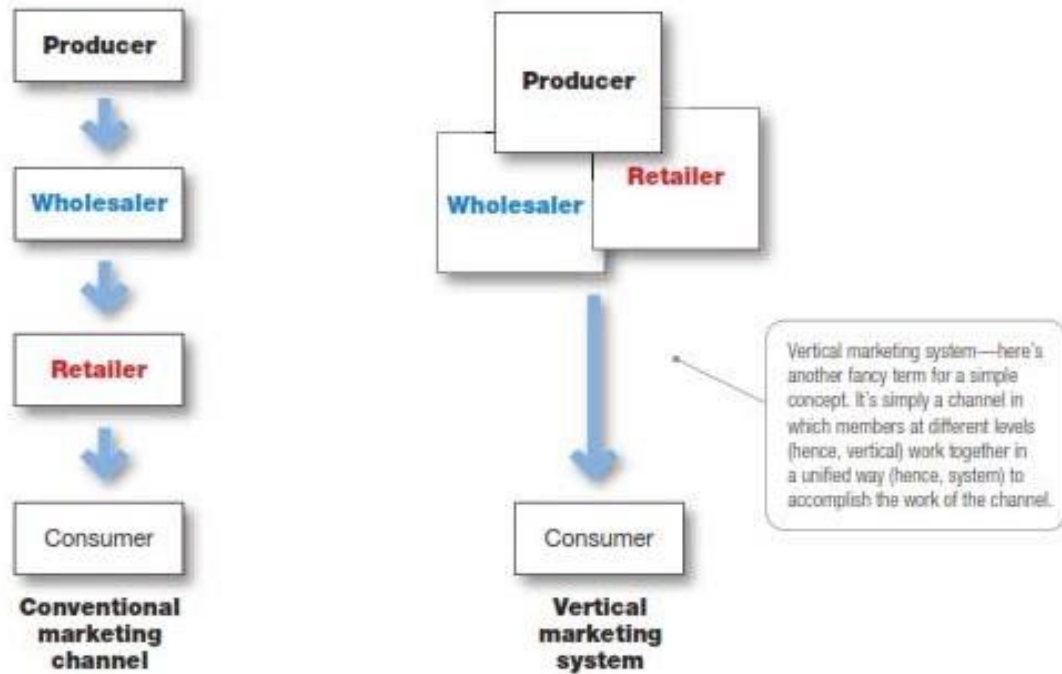 Producer
Wholesaler
Retailer
Consumer
Conventional
marketing
channel
Producer
Wholesaler
Retailer
Consumer
Vertical
marketing
system
Vertical marketing system—here's
another fancy term for a simple
concept. It's simply a channel in
which members at different levels
(hence, vertical) work together in
a unified way (hence, system) to
accomplish the work of the channel.